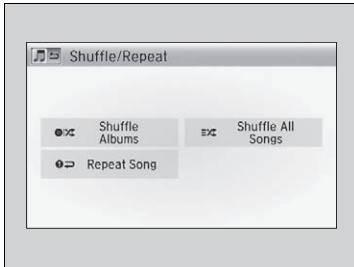 Shuffle/Repeat
Shuffle
Albums
Shuffle All
Songs
Repeat Song